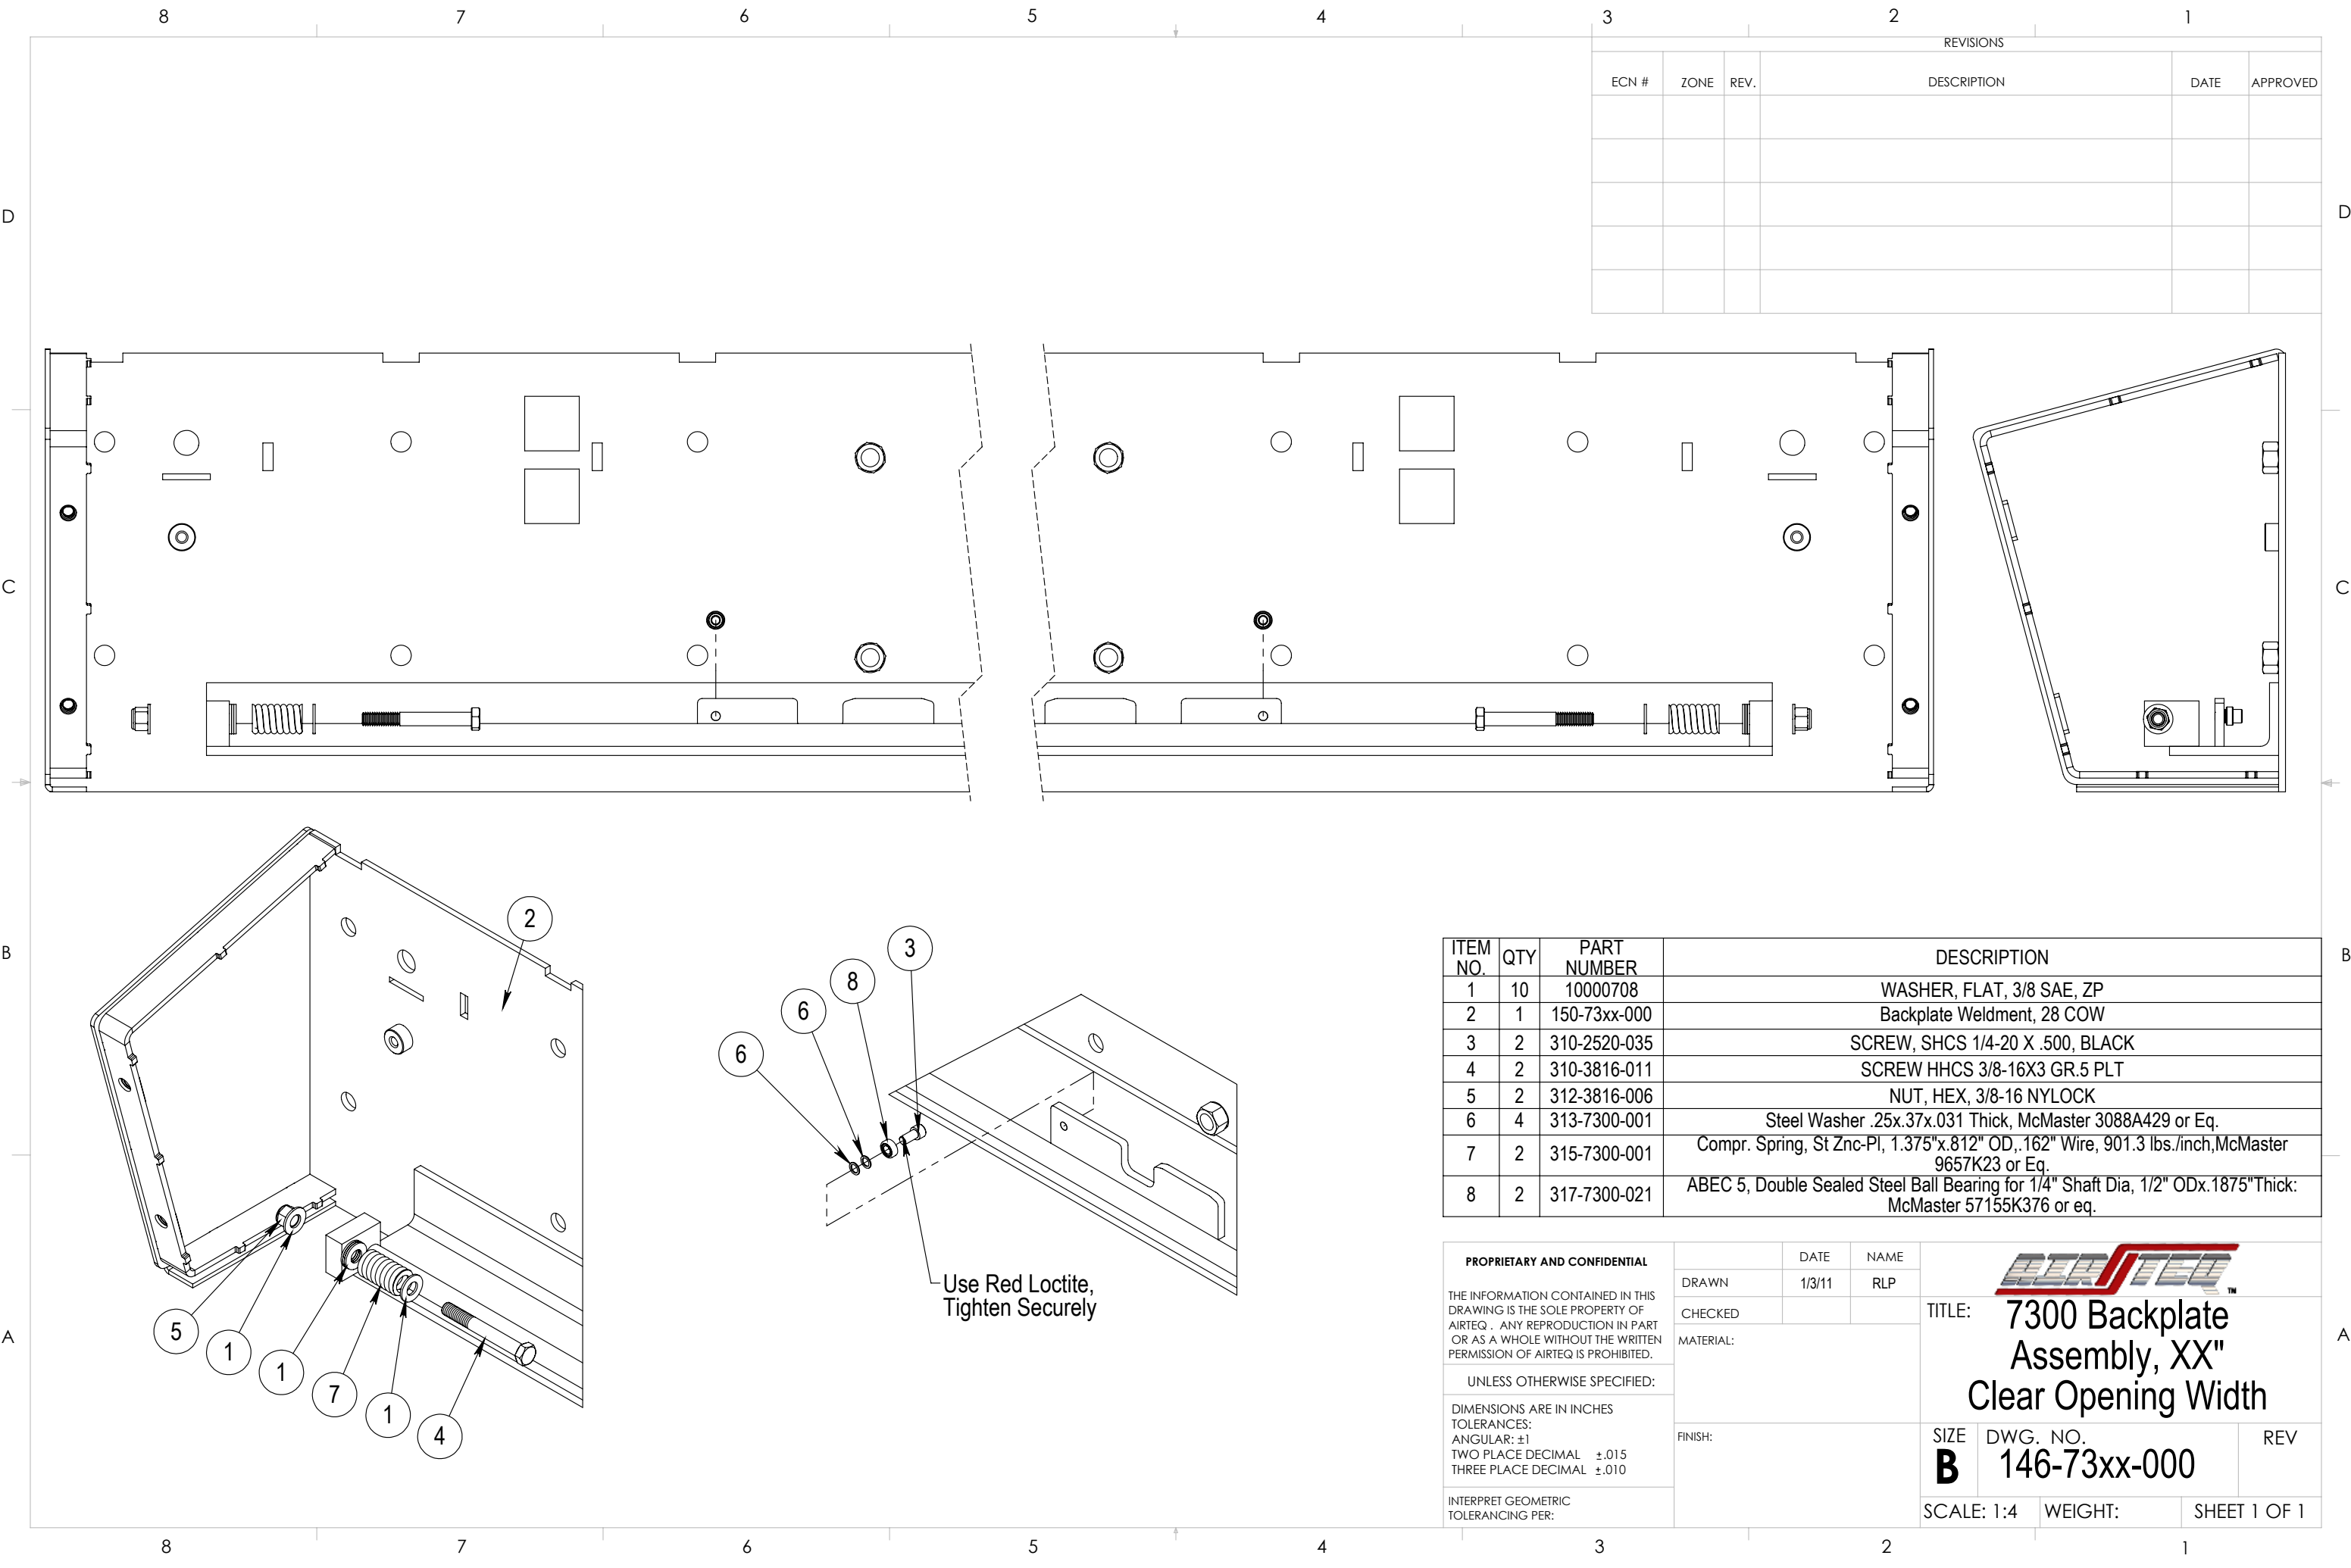 8 7 6 5 4 3 2 1
REVISIONS
ECN # ZONE REV. DESCRIPTION DATE APPROVED
D D
C C
B B
A A
2
5
1
1
7
1
4
6
6
8
3
Use Red Loctite,
Tighten Securely
ITEM NO. QTY PART NUMBER DESCRIPTION
1 10 10000708 WASHER, FLAT, 3/8 SAE, ZP
2 1 150-73xx-000 Backplate Weldment, 28 COW
3 2 310-2520-035 SCREW, SHCS 1/4-20 X .500, BLACK
4 2 310-3816-011 SCREW HHCS 3/8-16X3 GR.5 PLT
5 2 312-3816-006 NUT, HEX, 3/8-16 NYLOCK
6 4 313-7300-001 Steel Washer .25x.37x.031 Thick, McMaster 3088A429 or Eq.
7 2 315-7300-001 Compr. Spring, St Znc-Pl, 1.375"x.812" OD,.162" Wire, 901.3 lbs./inch,McMaster
9657K23 or Eq.
8 2 317-7300-021 ABEC 5, Double Sealed Steel Ball Bearing for 1/4" Shaft Dia, 1/2" ODx.1875"Thick:
McMaster 57155K376 or eq.
PROPRIETARY AND CONFIDENTIAL
THE INFORMATION CONTAINED IN THIS
DRAWING IS THE SOLE PROPERTY OF
AIRTEQ . ANY REPRODUCTION IN PART
OR AS A WHOLE WITHOUT THE WRITTEN
PERMISSION OF AIRTEQ IS PROHIBITED.
UNLESS OTHERWISE SPECIFIED:
DIMENSIONS ARE IN INCHES
TOLERANCES:
ANGULAR: ±1
TWO PLACE DECIMAL ±.015
THREE PLACE DECIMAL ±.010
INTERPRET GEOMETRIC
TOLERANCING PER:
DATE NAME
DRAWN 1/3/11 RLP
CHECKED
MATERIAL:
FINISH:
AIRTEQ ™
TITLE: 7300 Backplate
Assembly, XX"
Clear Opening Width
SIZE DWG. NO. REV
B 146-73xx-000
SCALE: 1:4 WEIGHT: SHEET 1 OF 1
8 7 6 5 4 3 2 1